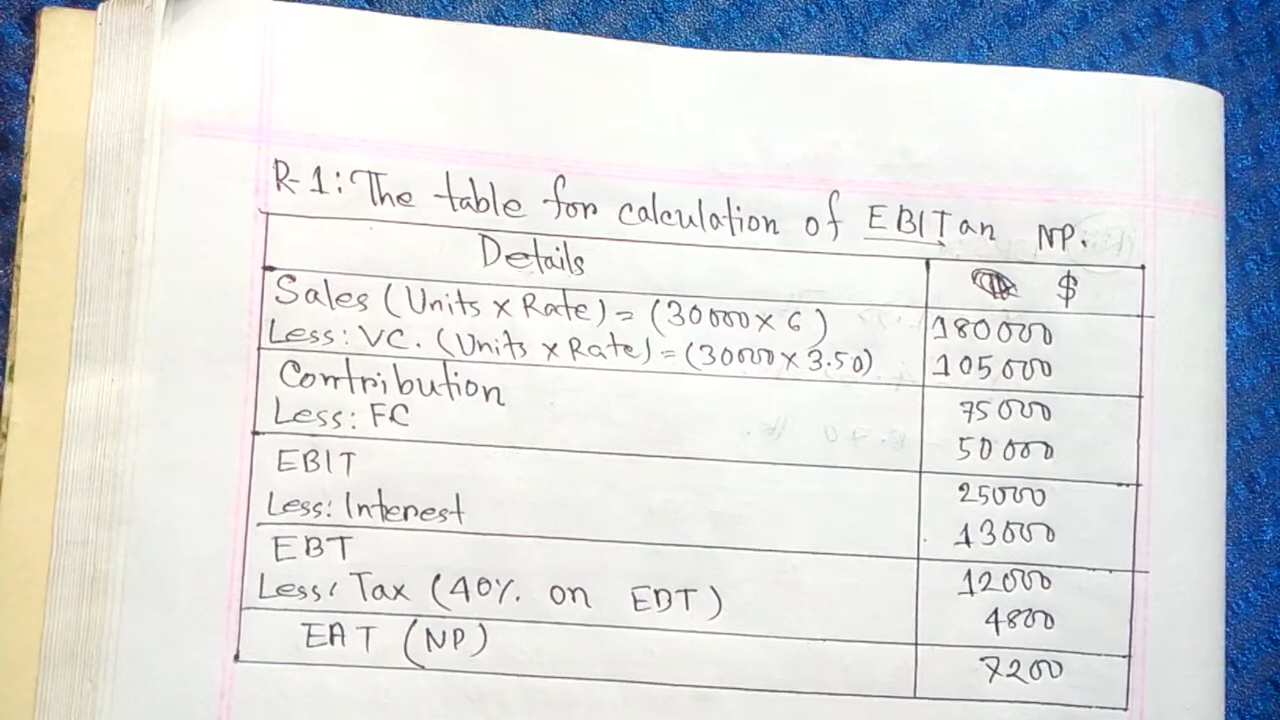 R-1: The table for calculation of EBIT an NP.
Details $
Sales (Units x Rate) = (30000 x 6) 180000
Less: VC. (Units x Rate) = (30000 x 3.50) 105000
Contribution 75000
Less: FC 50000
EBIT 25000
Less: Interest 13000
EBT 12000
Less: Tax (40% on EBT) 4800
EAT (NP) 7200